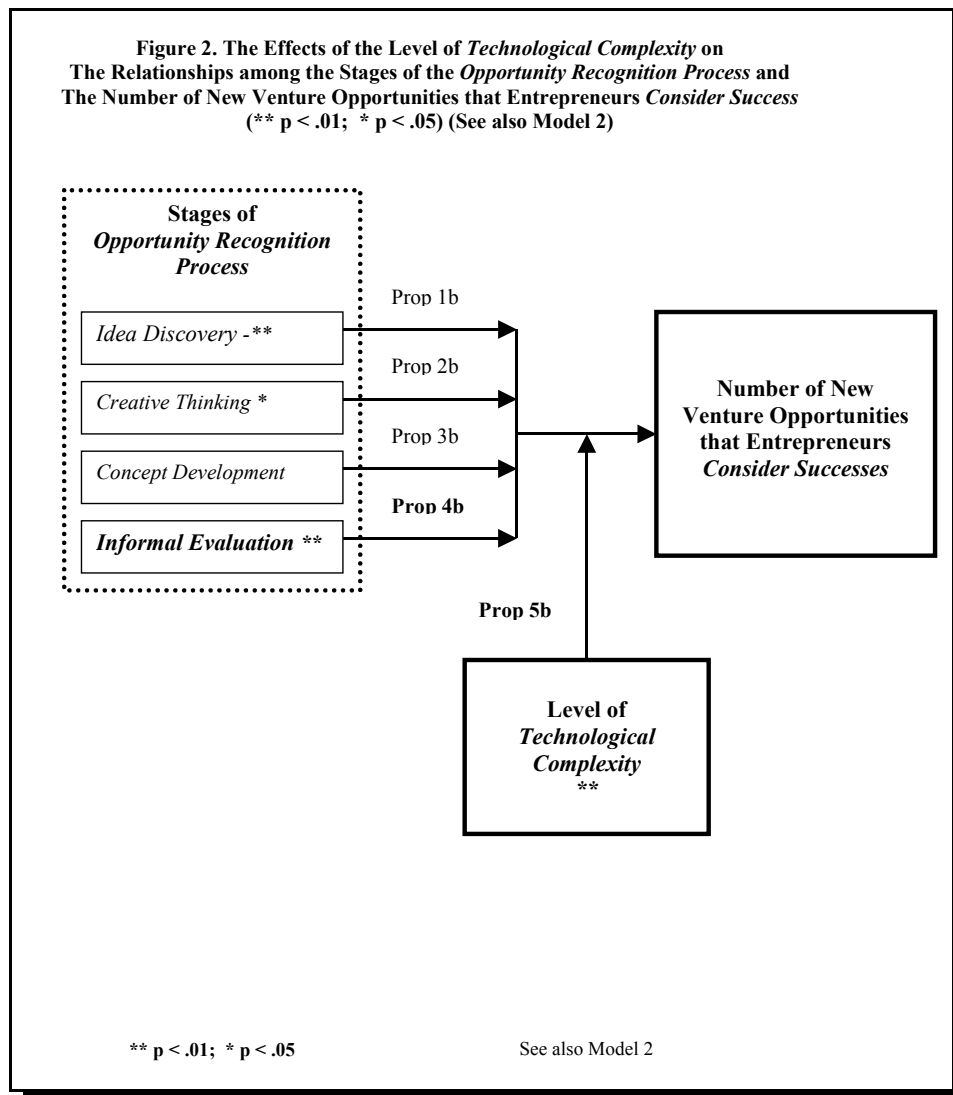 Figure 2. The Effects of the Level of Technological Complexity on
The Relationships among the Stages of the Opportunity Recognition Process and
The Number of New Venture Opportunities that Entrepreneurs Consider Success
(** p < .01; * p < .05) (See also Model 2)
Stages of
Opportunity Recognition
Process
Idea Discovery -**
Creative Thinking *
Concept Development
Informal Evaluation **
Prop 1b
Prop 2b
Prop 3b
Prop 4b
Number of New
Venture Opportunities
that Entrepreneurs
Consider Successes
Prop 5b
Level of
Technological
Complexity
**
** p < .01; * p < .05
See also Model 2